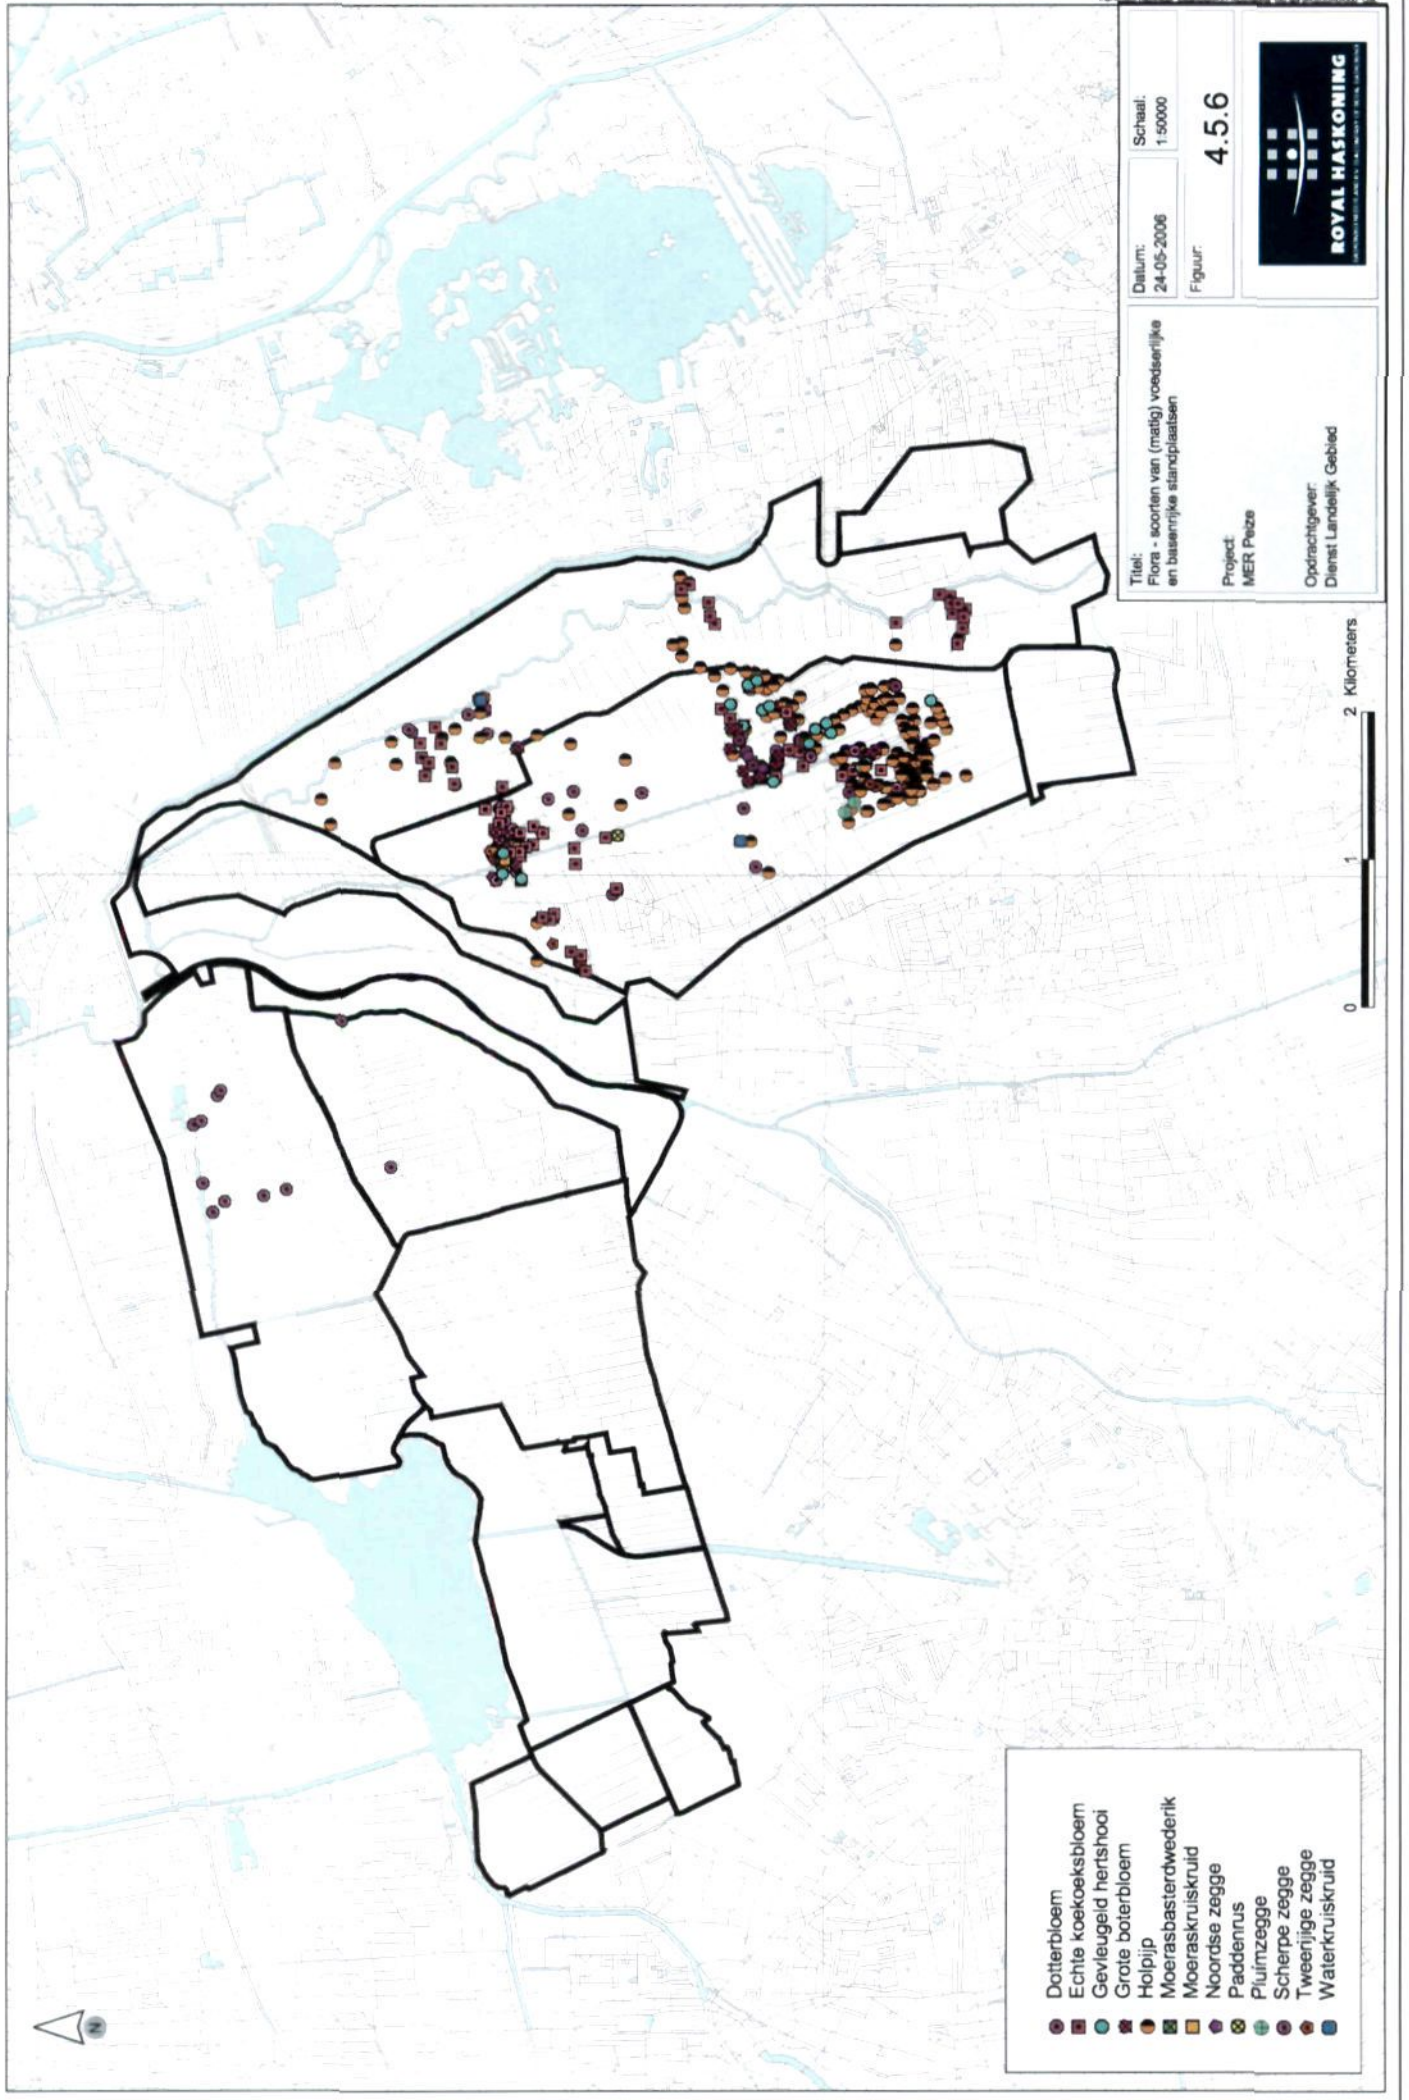 N
Dotterbloem
Echte koekoeksbloem
Gevleugeld hertshooi
Grote boterbloem
Holpijp
Moerasbasterdwederik
Moeraskruiskruid
Noordse zegge
Paddenrus
Pluimzegge
Scherpe zegge
Tweerijige zegge
Waterkruiskruid
0 1 2 Kilometers
Titel:
Flora - soorten van (matig) voedselrijke
en basenrijke standplaatsen
Project:
MER Peize
Opdrachtgever:
Dienst Landelijk Gebied
Datum:
24-05-2006
Schaal:
1:50000
Figuur:
4.5.6
ROYAL HASKONING